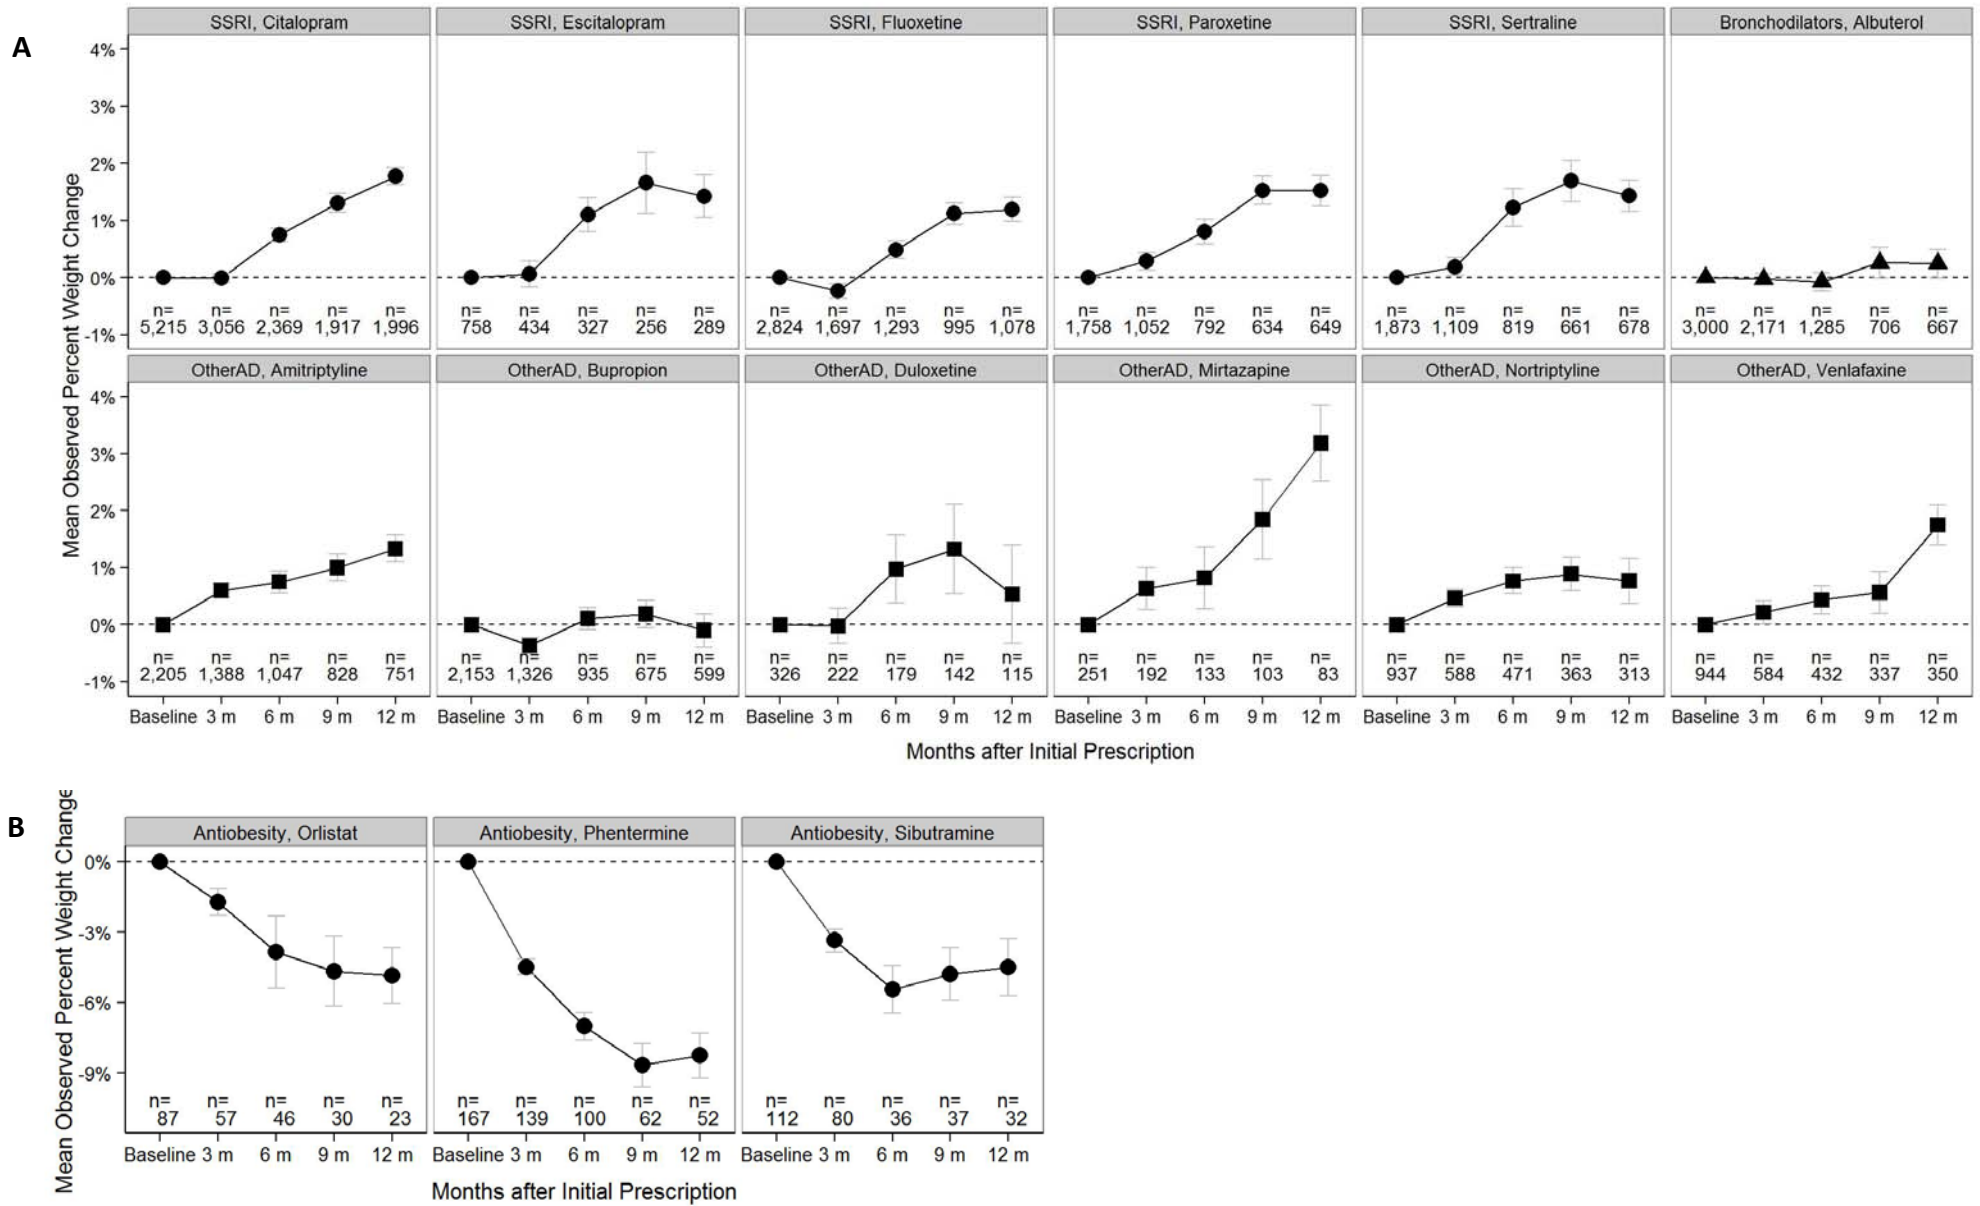 A
Mean Observed Percent Weight Change
SSRI, Citalopram
SSRI, Escitalopram
SSRI, Fluoxetine
SSRI, Paroxetine
SSRI, Sertraline
Bronchodilators, Albuterol
4%
3%
2%
1%
0%
-1%
n= n= n= n= n=
5,215 3,056 2,369 1,917 1,996
n= n= n= n= n=
758 434 327 256 289
n= n= n= n= n=
2,824 1,697 1,293 995 1,078
n= n= n= n= n=
1,758 1,052 792 634 649
n= n= n= n= n=
1,873 1,109 819 661 678
n= n= n= n= n=
3,000 2,171 1,285 706 667
OtherAD, Amitriptyline
OtherAD, Bupropion
OtherAD, Duloxetine
OtherAD, Mirtazapine
OtherAD, Nortriptyline
OtherAD, Venlafaxine
4%
3%
2%
1%
0%
-1%
n= n= n= n= n=
2,205 1,388 1,047 828 751
n= n= n= n= n=
2,153 1,326 935 675 599
n= n= n= n= n=
326 222 179 142 115
n= n= n= n= n=
251 192 133 103 83
n= n= n= n= n=
937 588 471 363 313
n= n= n= n= n=
944 584 432 337 350
Baseline 3 m 6 m 9 m 12 m
Baseline 3 m 6 m 9 m 12 m
Baseline 3 m 6 m 9 m 12 m
Baseline 3 m 6 m 9 m 12 m
Baseline 3 m 6 m 9 m 12 m
Baseline 3 m 6 m 9 m 12 m
Months after Initial Prescription
B
Mean Observed Percent Weight Change
Antiobesity, Orlistat
Antiobesity, Phentermine
Antiobesity, Sibutramine
0%
-3%
-6%
-9%
n= n= n= n= n=
87 57 46 30 23
n= n= n= n= n=
167 139 100 62 52
n= n= n= n= n=
112 80 36 37 32
Baseline 3 m 6 m 9 m 12 m
Baseline 3 m 6 m 9 m 12 m
Baseline 3 m 6 m 9 m 12 m
Months after Initial Prescription